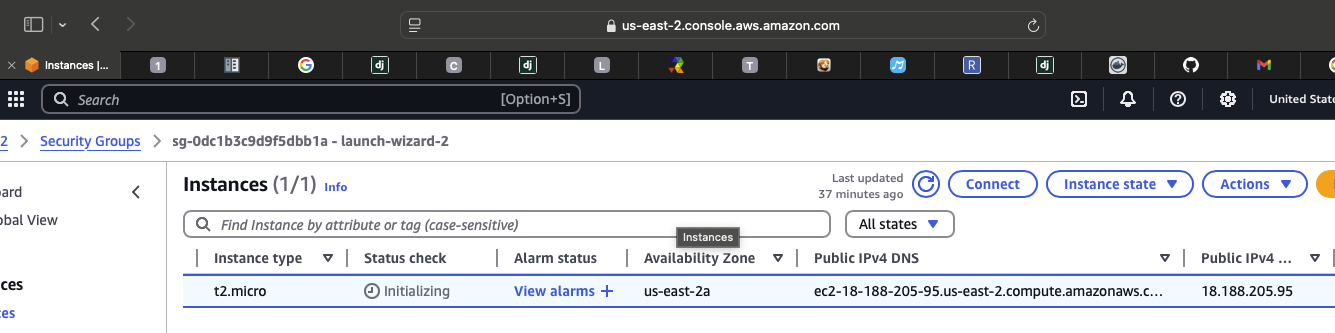 us-east-2.console.aws.amazon.com
Instances |...
1
dj
C
dj
L
T
R
dj
Search
[Option+S]
United State
2 > Security Groups > sg-0dc1b3c9d9f5dbb1a - launch-wizard-2
ard
obal View
ces
ces
Instances (1/1) Info
Last updated
37 minutes ago
Connect
Instance state
Actions
Find Instance by attribute or tag (case-sensitive)
All states
Instances
Instance type
Status check
Alarm status
Availability Zone
Public IPv4 DNS
Public IPv4 ...
t2.micro
Initializing
View alarms +
us-east-2a
ec2-18-188-205-95.us-east-2.compute.amazonaws.c...
18.188.205.95